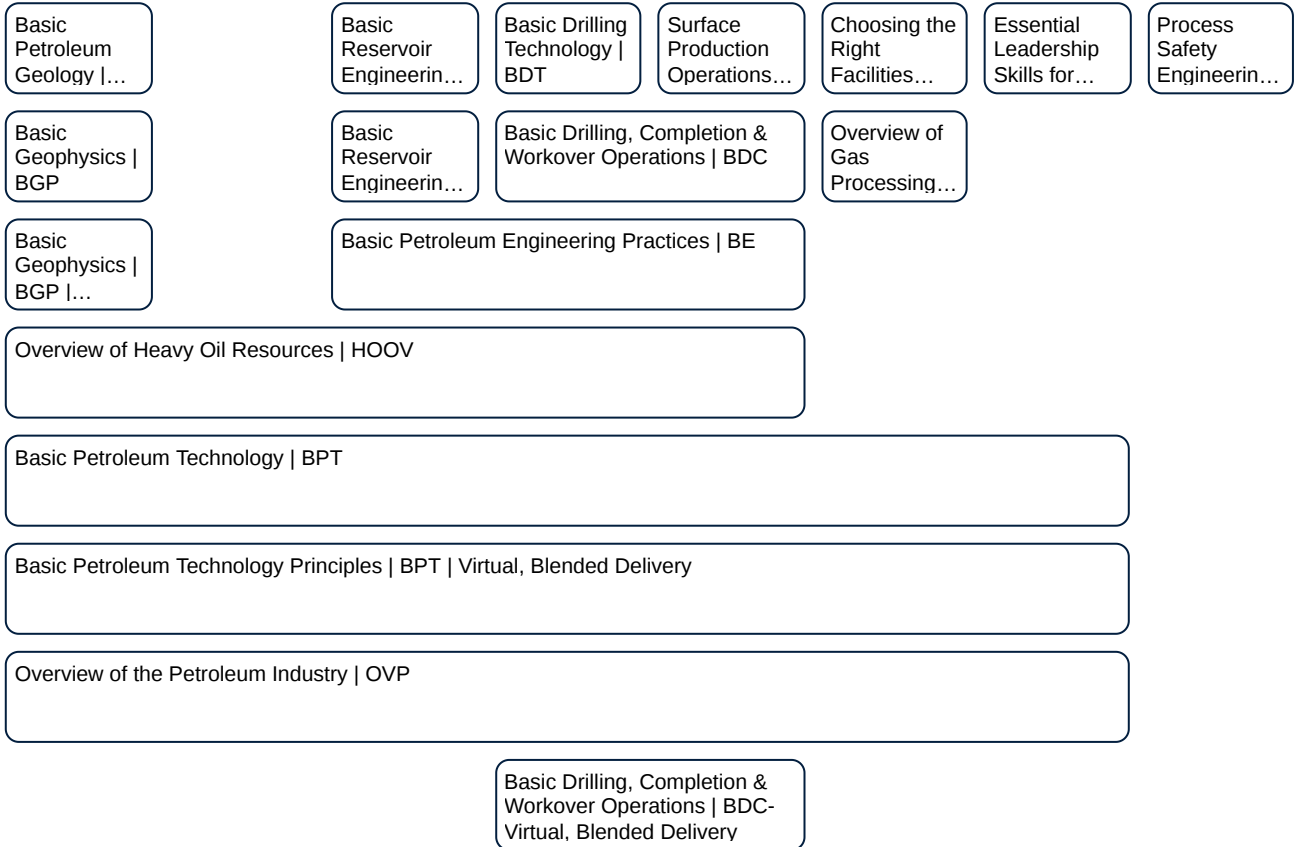 Basic
Petroleum
Geology |…
Basic
Reservoir
Engineerin…
Basic Drilling
Technology |
BDT
Surface
Production
Operations…
Choosing the
Right
Facilities…
Essential
Leadership
Skills for…
Process
Safety
Engineerin…
Basic
Geophysics |
BGP
Basic
Reservoir
Engineerin…
Basic Drilling, Completion &
Workover Operations | BDC
Overview of
Gas
Processing…
Basic
Geophysics |
BGP |…
Basic Petroleum Engineering Practices | BE
Overview of Heavy Oil Resources | HOOV
Basic Petroleum Technology | BPT
Basic Petroleum Technology Principles | BPT | Virtual, Blended Delivery
Overview of the Petroleum Industry | OVP
Basic Drilling, Completion &
Workover Operations | BDC-
Virtual, Blended Delivery